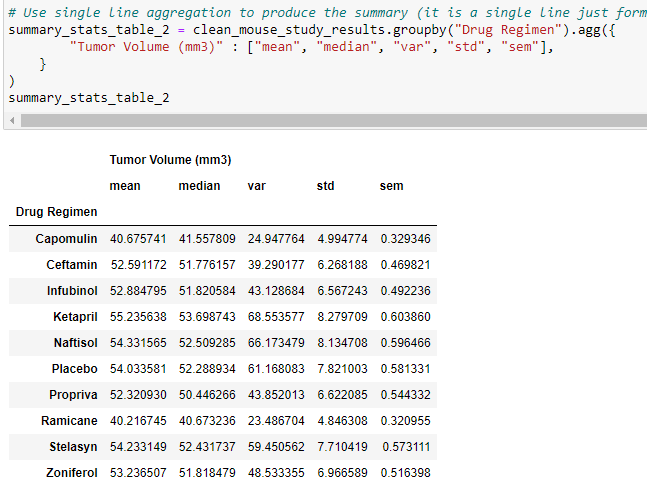 # Use single line aggregation to produce the summary (it is a single line just form
summary_stats_table_2 = clean_mouse_study_results.groupby("Drug Regimen").agg({
        "Tumor Volume (mm3)" : ["mean", "median", "var", "std", "sem"],
    }
)
summary_stats_table_2
Tumor Volume (mm3)
mean median var std sem
Drug Regimen
Capomulin 40.675741 41.557809 24.947764 4.994774 0.329346
Ceftamin 52.591172 51.776157 39.290177 6.268188 0.469821
Infubinol 52.884795 51.820584 43.128684 6.567243 0.492236
Ketapril 55.235638 53.698743 68.553577 8.279709 0.603860
Naftisol 54.331565 52.509285 66.173479 8.134708 0.596466
Placebo 54.033581 52.288934 61.168083 7.821003 0.581331
Propriva 52.320930 50.446266 43.852013 6.622085 0.544332
Ramicane 40.216745 40.673236 23.486704 4.846308 0.320955
Stelasyn 54.233149 52.431737 59.450562 7.710419 0.573111
Zoniferol 53.236507 51.818479 48.533355 6.966589 0.516398